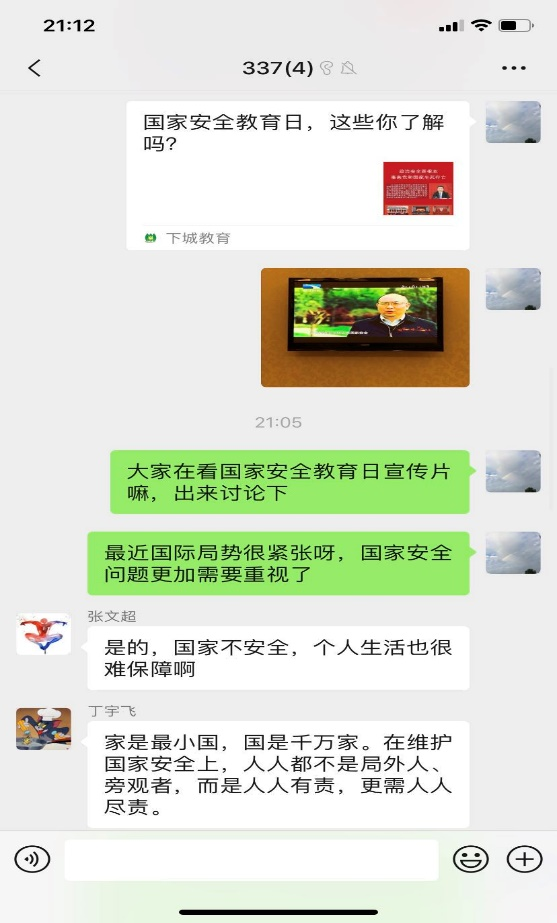 21:12
337(4)
国家安全教育日，这些你了解
吗？
下城教育
21:05
大家在看国家安全教育日宣传片
嘛，出来讨论下
最近国际局势很紧张呀，国家安全
问题更加需要重视了
张文超
是的，国家不安全，个人生活也很
难保障啊
丁宇飞
家是最小国，国是千万家。在维护
国家安全上，人人都不是局外人、
旁观者，而是人人有责，更需人人
尽责。